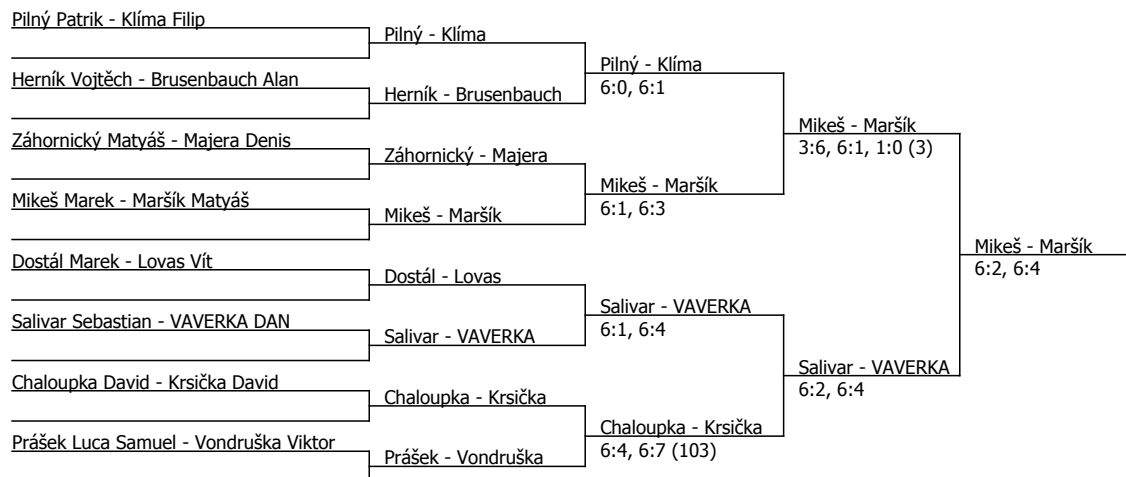 Pilný Patrik - Klíma Filip
Pilný - Klíma
Pilný - Klíma
6:0, 6:1
Herník Vojtěch - Brusenbauch Alan
Herník - Brusenbauch
Mikeš - Maršík
3:6, 6:1, 1:0 (3)
Záhornický Matyáš - Majera Denis
Záhornický - Majera
Mikeš - Maršík
6:1, 6:3
Mikeš Marek - Maršík Matyáš
Mikeš - Maršík
Mikeš - Maršík
6:2, 6:4
Dostál Marek - Lovas Vít
Dostál - Lovas
Salivar - VAVERKA
6:1, 6:4
Salivar Sebastian - VAVERKA DAN
Salivar - VAVERKA
Salivar - VAVERKA
6:2, 6:4
Chaloupka David - Krsička David
Chaloupka - Krsička
Chaloupka - Krsička
6:4, 6:7 (103)
Prášek Luca Samuel - Vondruška Viktor
Prášek - Vondruška